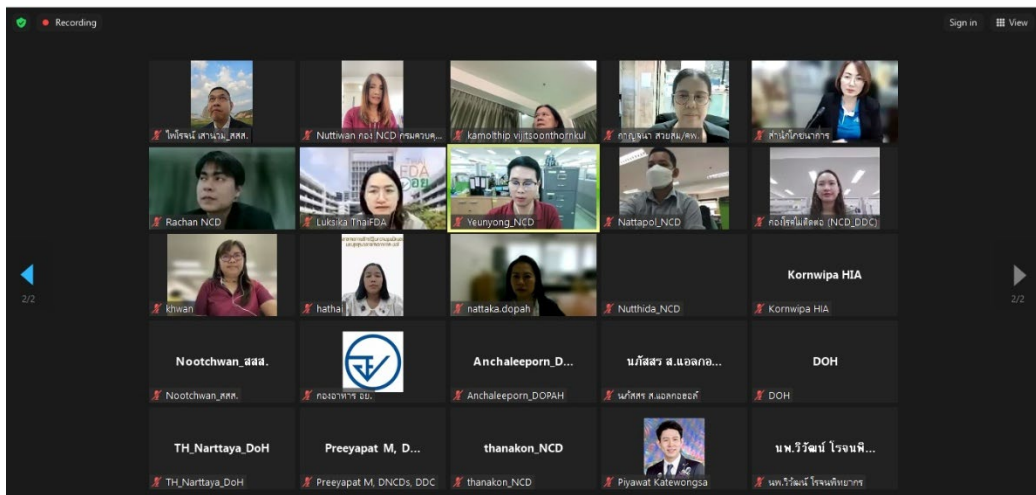 Recording
Sign in
View
ไพโรจน์ เสาน่วม_สสส.
Nuttiwan กอง NCD กรมควบคุ...
kamolthip vijitsoonthornkul
กาญจนา สวยสม/คพ.
สำนักโภชนาการ
Rachan NCD
THAI
FDA
อย
Luksika ThaiFDA
Yeunyong_NCD
Nattapol_NCD
กองโรคไม่ติดต่อ (NCD_DDC)
2/2
khwan
hathai
nattaka.dopah
Nutthida_NCD
Kornwipa HIA
Kornwipa HIA
2/2
Nootchwan_สสส.
Nootchwan_สสส.
กองอาหาร อย.
Anchaleeporn_D...
Anchaleeporn_DOPAH
นภัสสร ส.แอลกอ...
นภัสสร ส.แอลกอฮอล์
DOH
DOH
TH_Narttaya_DoH
TH_Narttaya_DoH
Preeyapat M, D...
Preeyapat M, DNCDs, DDC
thanakon_NCD
thanakon_NCD
Piyawat Katewongsa
นพ.วิวัฒน์ โรจนพิ...
นพ.วิวัฒน์ โรจนพิทยากร